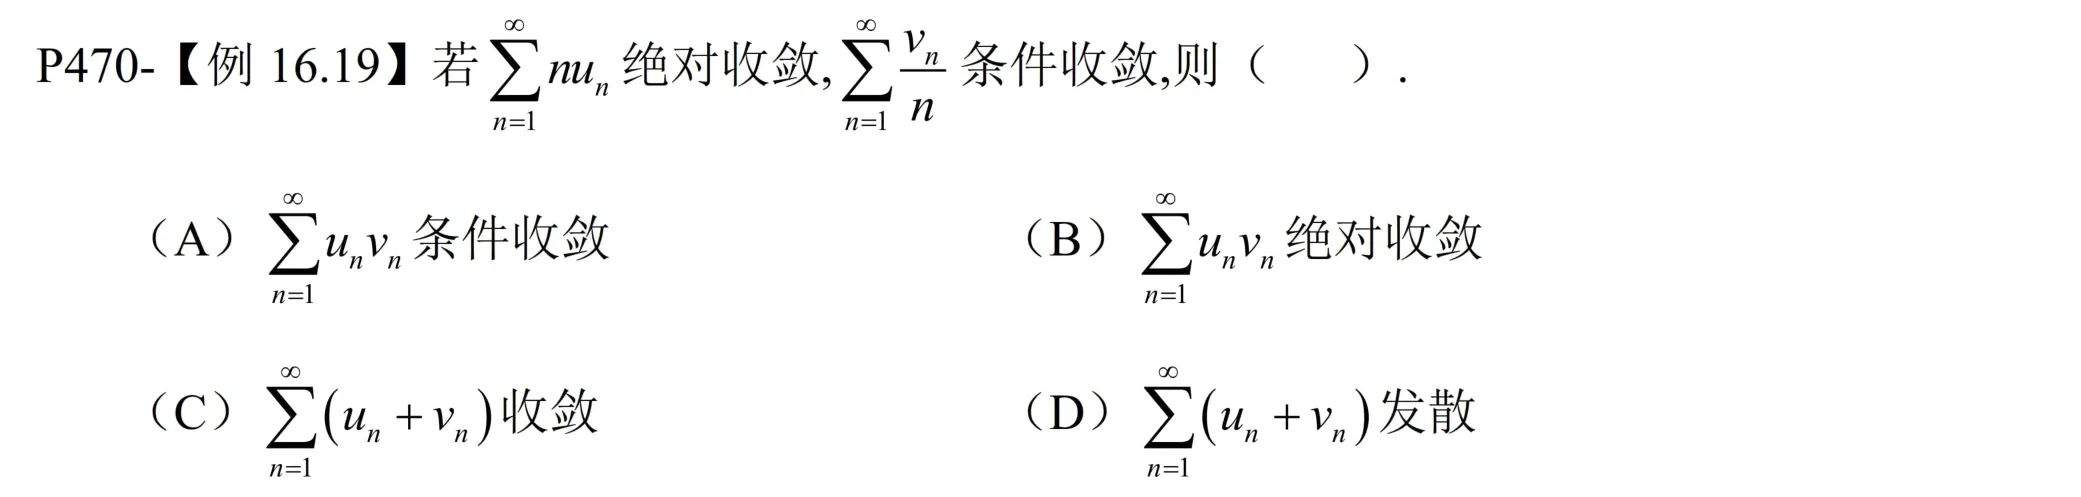 P470-【例 16.19】若 $\sum_{n=1}^{\infty} nu_n$ 绝对收敛, $\sum_{n=1}^{\infty} \frac{v_n}{n}$ 条件收敛,则（　　）.
（A）$\sum_{n=1}^{\infty} u_n v_n$ 条件收敛　　（B）$\sum_{n=1}^{\infty} u_n v_n$ 绝对收敛
（C）$\sum_{n=1}^{\infty} (u_n + v_n)$ 收敛　　（D）$\sum_{n=1}^{\infty} (u_n + v_n)$ 发散